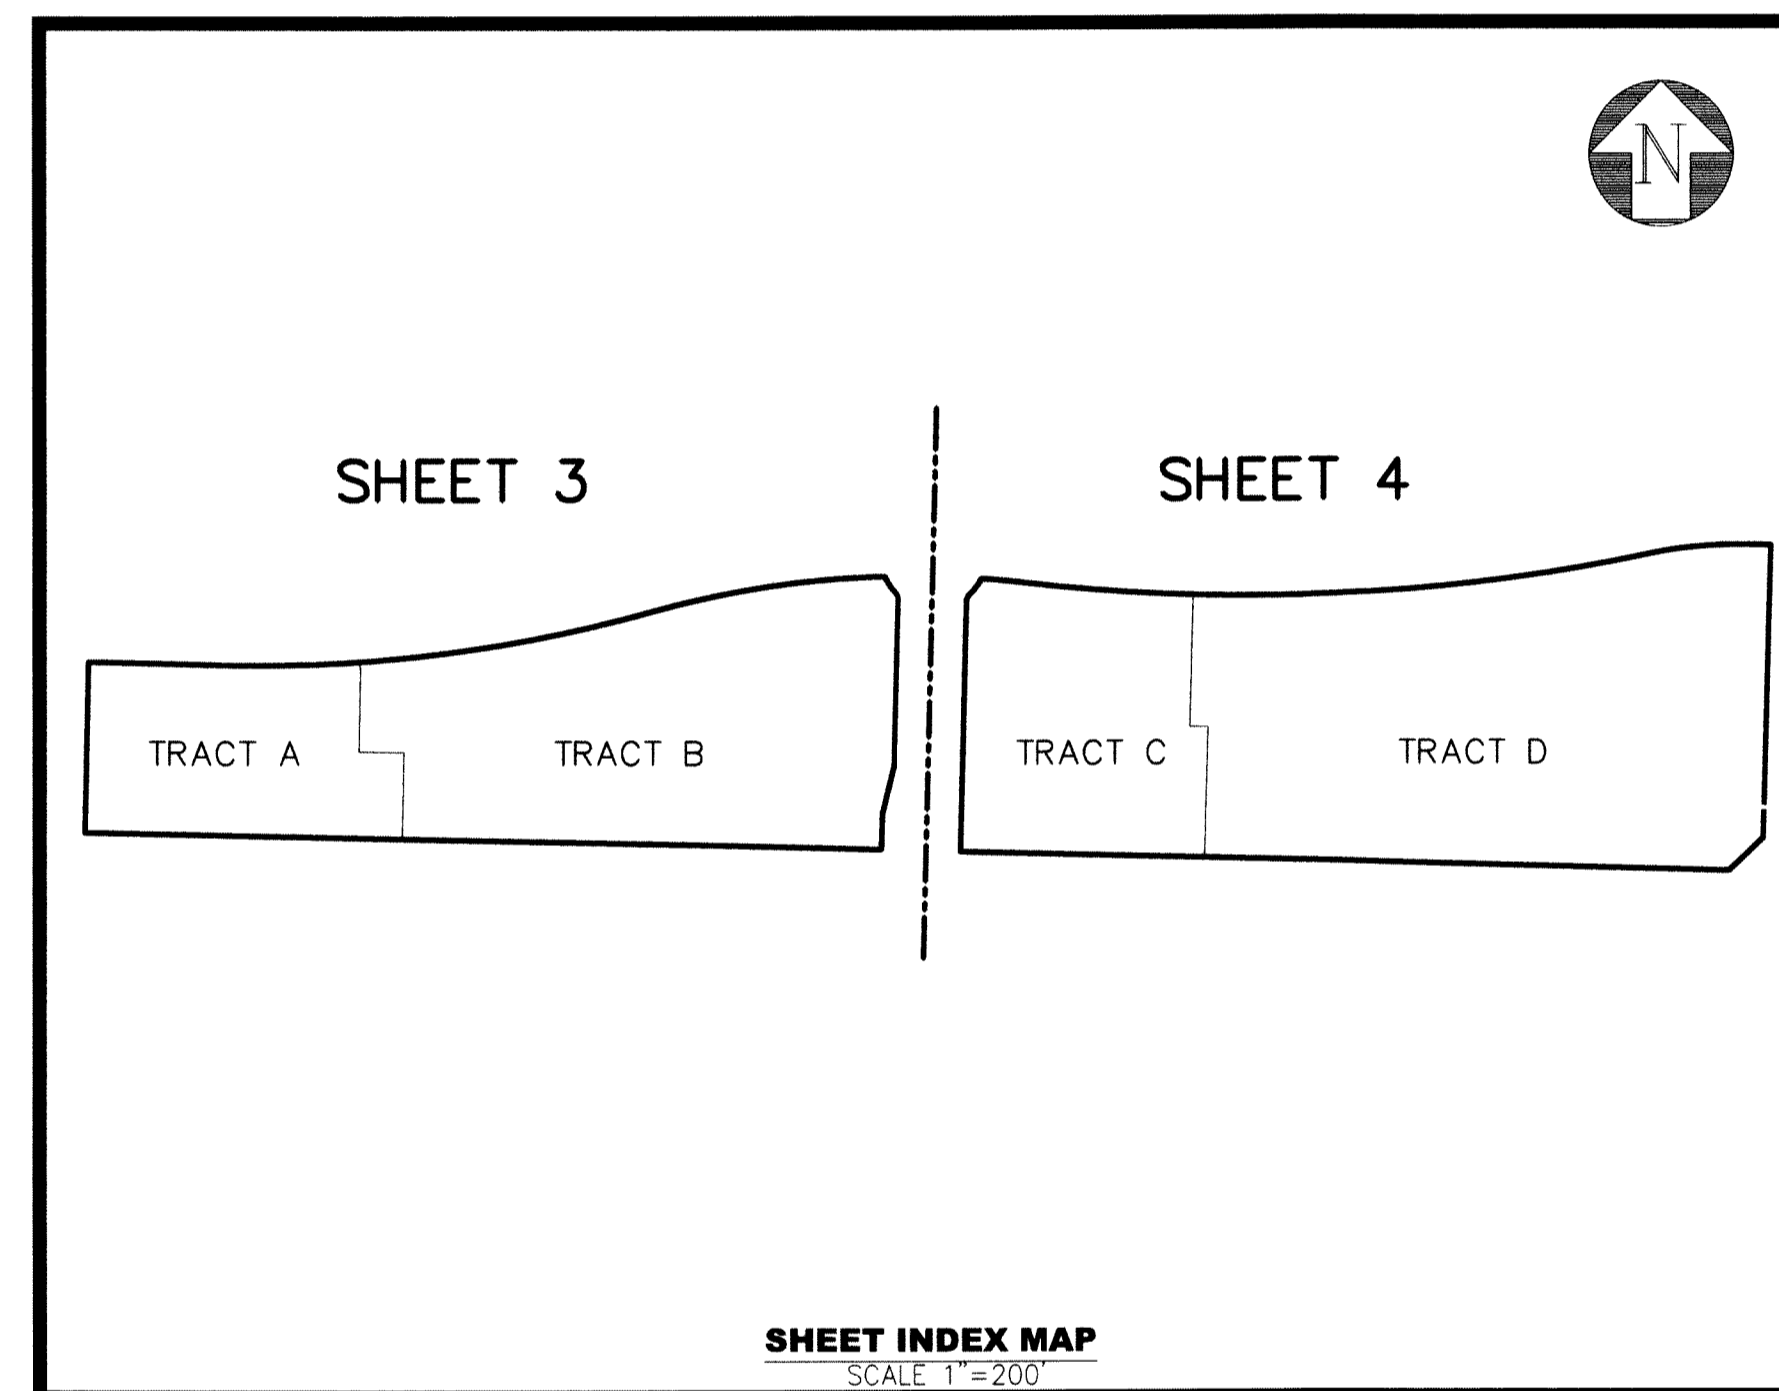 N
SHEET 3
SHEET 4
TRACT A
TRACT B
TRACT C
TRACT D
SHEET INDEX MAP
SCALE 1"=200'